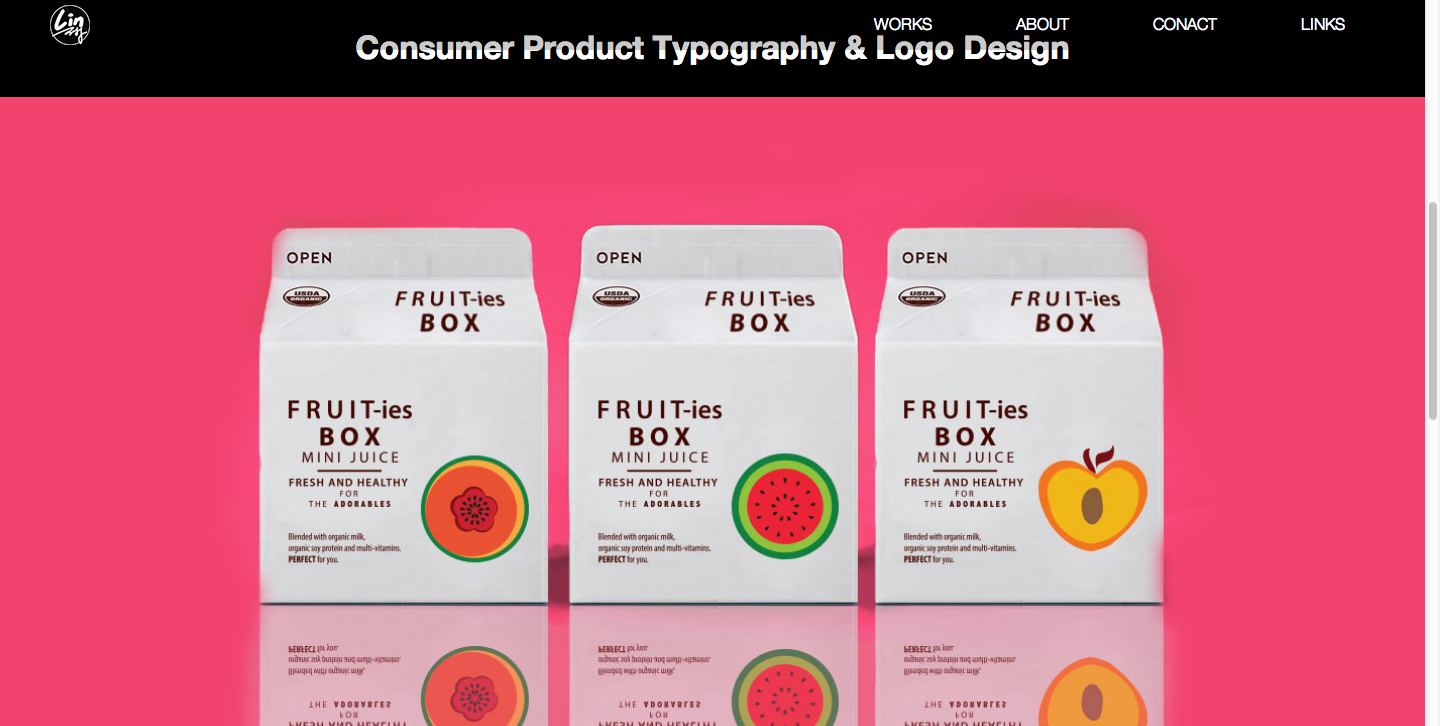 Lin
WORKS
ABOUT
CONACT
LINKS
Consumer Product Typography & Logo Design
OPEN
USDA
ORGANIC
FRUIT-ies
BOX
FRUIT-ies
BOX
MINI JUICE
FRESH AND HEALTHY
FOR
THE ADORABLES
Blended with organic milk,
organic soy protein and multi-vitamins.
PERFECT for you.
OPEN
USDA
ORGANIC
FRUIT-ies
BOX
FRUIT-ies
BOX
MINI JUICE
FRESH AND HEALTHY
FOR
THE ADORABLES
Blended with organic milk,
organic soy protein and multi-vitamins.
PERFECT for you.
OPEN
USDA
ORGANIC
FRUIT-ies
BOX
FRUIT-ies
BOX
MINI JUICE
FRESH AND HEALTHY
FOR
THE ADORABLES
Blended with organic milk,
organic soy protein and multi-vitamins.
PERFECT for you.